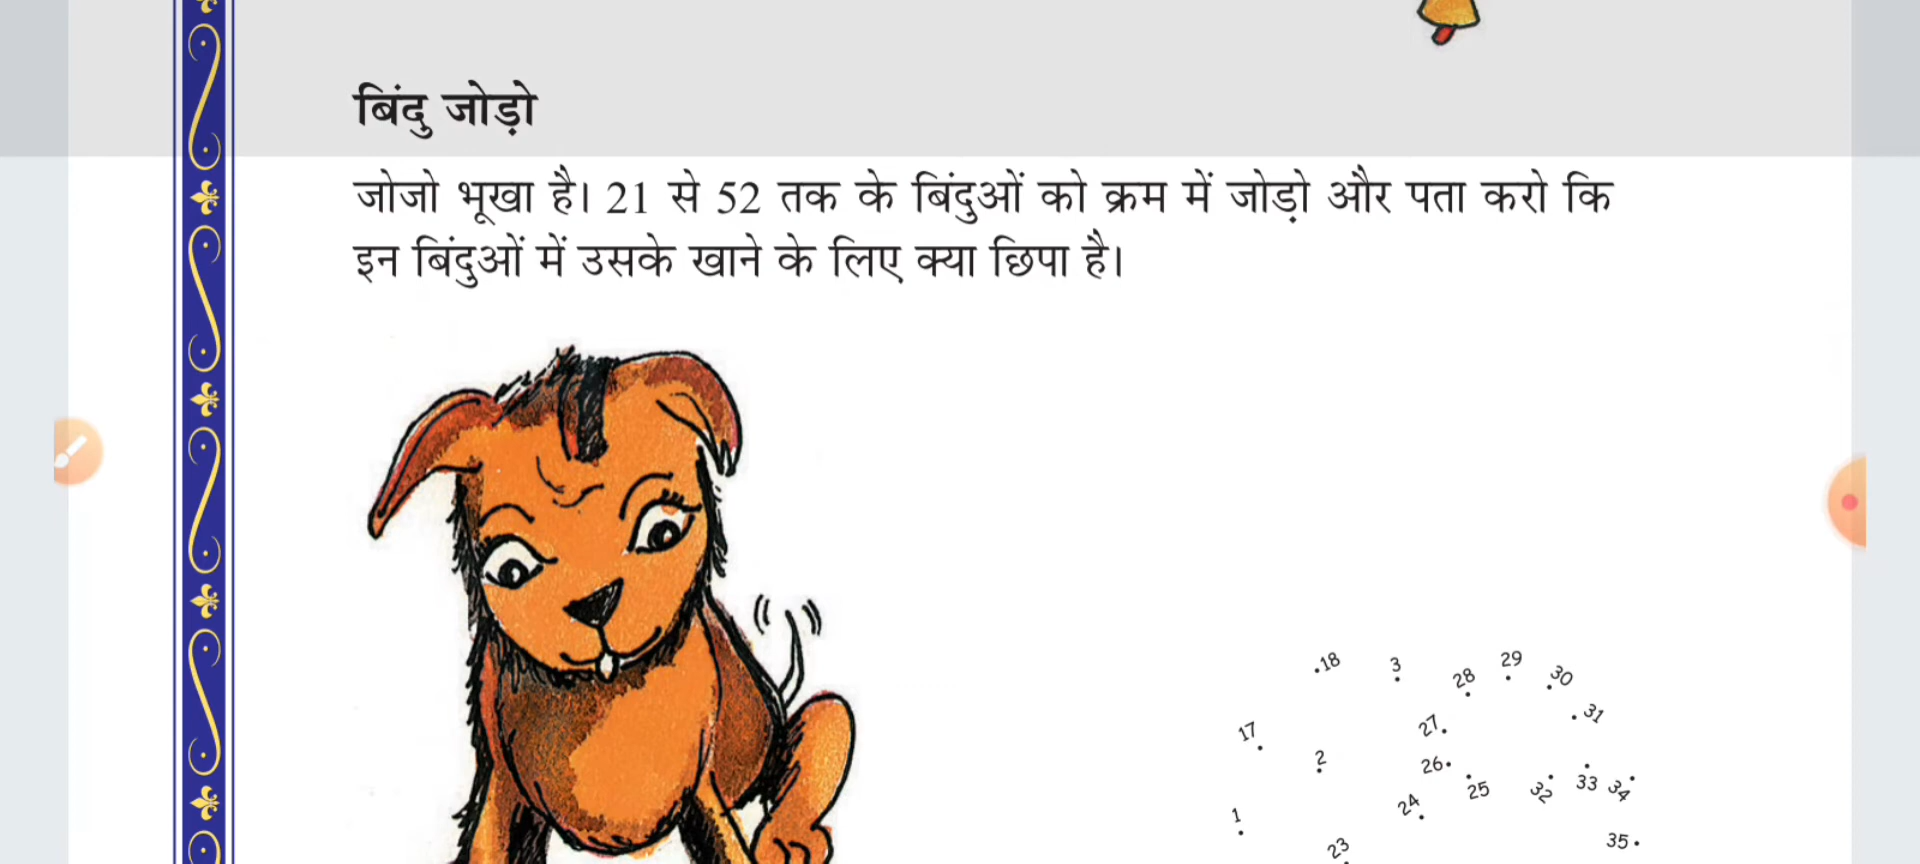 बिंदु जोड़ो
जोजो भूखा है। 21 से 52 तक के बिंदुओं को क्रम में जोड़ो और पता करो कि
इन बिंदुओं में उसके खाने के लिए क्या छिपा है।
18 3 28 29 30
31
17 27
2 26 25 32 33 34
1 24
23 35